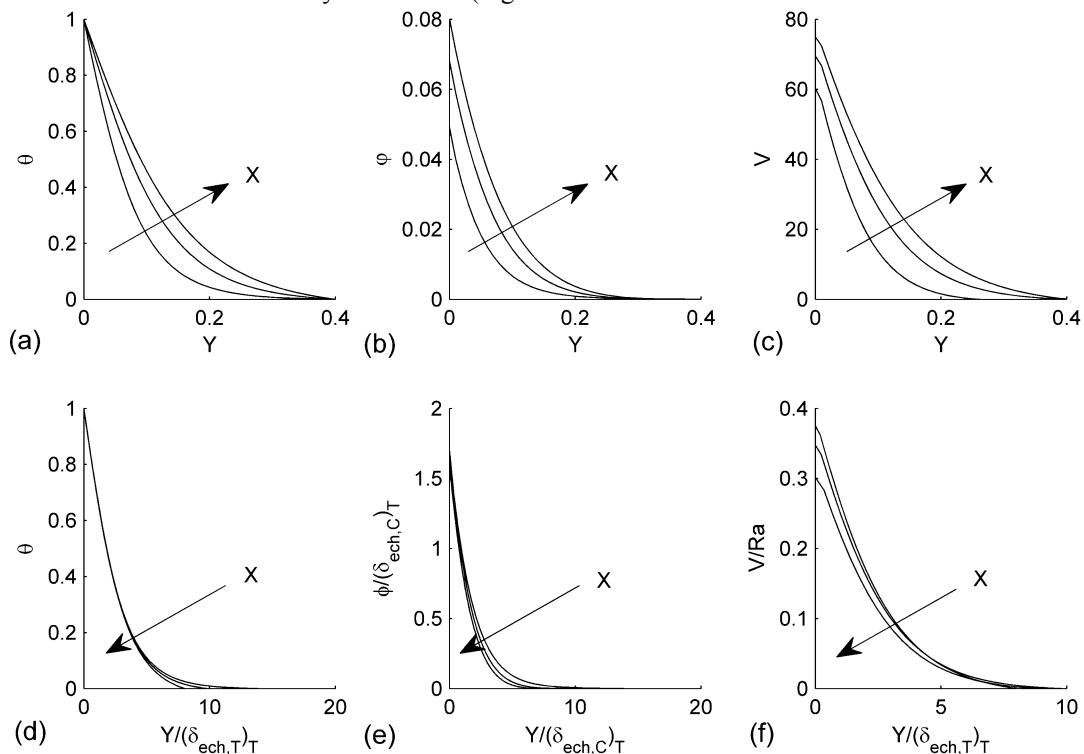 1
0.8
0.6
0.4
0.2
0
θ
X
0
0.2
0.4
Y
(a)
0.08
0.06
0.04
0.02
0
φ
X
0
0.2
0.4
Y
(b)
80
60
40
20
0
V
X
0
0.2
0.4
Y
(c)
1
0.8
0.6
0.4
0.2
0
θ
X
0
10
20
Y/(δech,T)T
(d)
2
1.5
1
0.5
0
ϕ/(δech,C)T
X
0
10
20
Y/(δech,C)T
(e)
0.4
0.3
0.2
0.1
0
V/Ra
X
0
5
10
Y/(δech,T)T
(f)